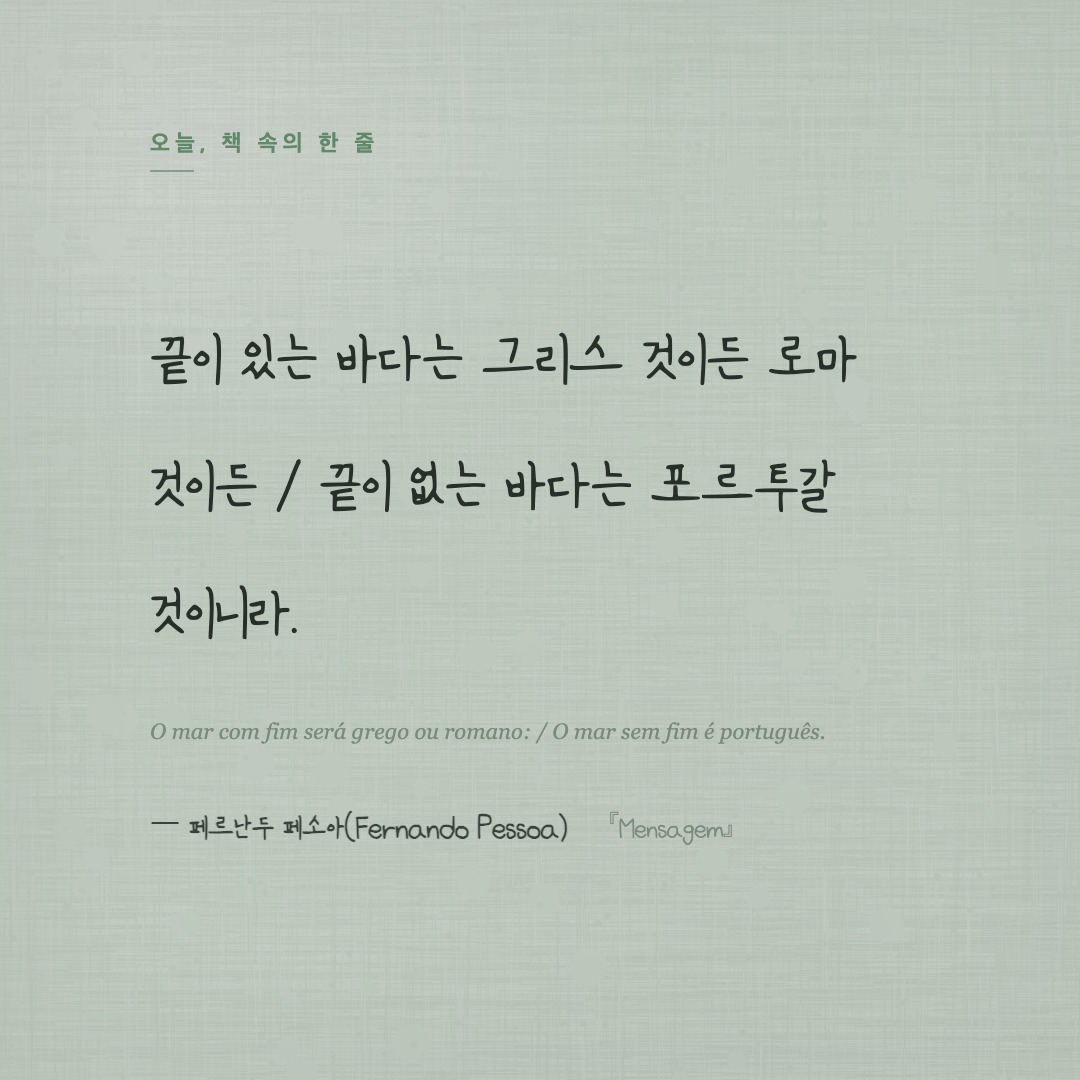 오늘, 책 속의 한 줄
끝이 있는 바다는 그리스 것이든 로마
것이든 / 끝이 없는 바다는 포르투갈
것이니라.
O mar com fim será grego ou romano: / O mar sem fim é português.
— 페르난두 페소아(Fernando Pessoa) 『Mensagem』